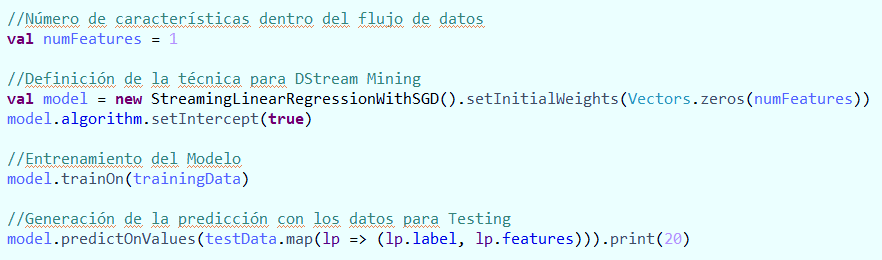 //Número de características dentro del flujo de datos
val numFeatures = 1
//Definición de la técnica para DStream Mining
val model = new StreamingLinearRegressionWithSGD().setInitialWeights(Vectors.zeros(numFeatures))
model.algorithm.setIntercept(true)
//Entrenamiento del Modelo
model.trainOn(trainingData)
//Generación de la predicción con los datos para Testing
model.predictOnValues(testData.map(lp => (lp.label, lp.features))).print(20)